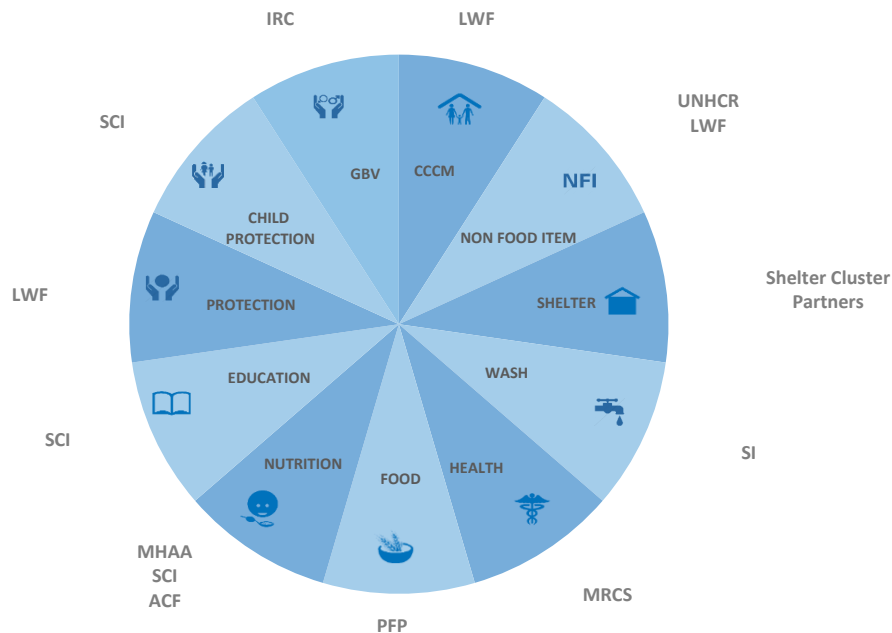 IRC
LWF
SCI
UNHCR
LWF
GBV
CCCM
NFI
CHILD
PROTECTION
NON FOOD ITEM
LWF
PROTECTION
SHELTER
Shelter Cluster
Partners
EDUCATION
WASH
SCI
NUTRITION
FOOD
HEALTH
SI
MHAA
SCI
ACF
PFP
MRCS